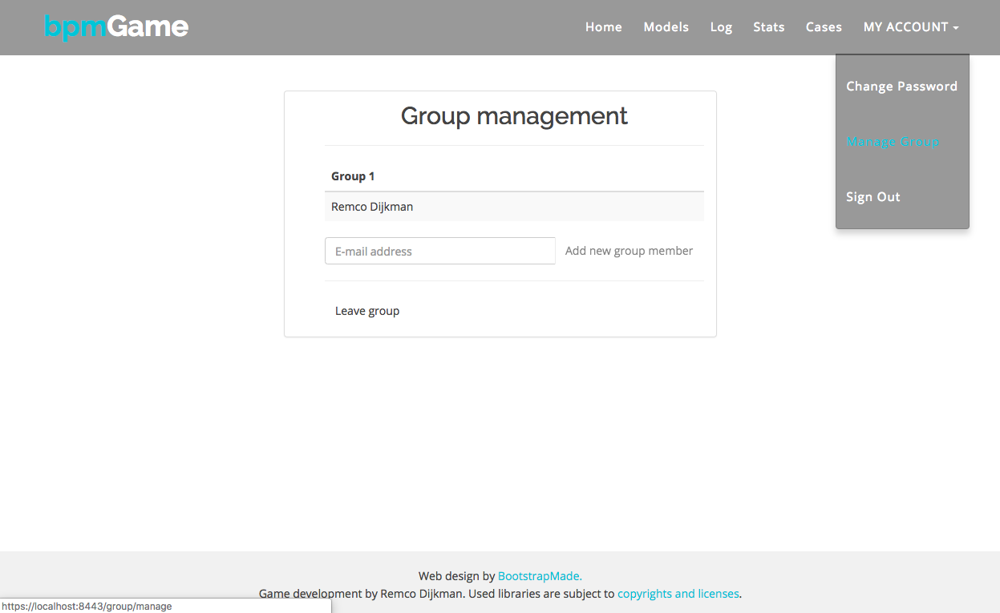 bpmGame
Home Models Log Stats Cases MY ACCOUNT
Change Password
Manage Group
Sign Out
Group management
Group 1
Remco Dijkman
E-mail address Add new group member
Leave group
Web design by BootstrapMade.
Game development by Remco Dijkman. Used libraries are subject to copyrights and licenses.
https://localhost:8443/group/manage